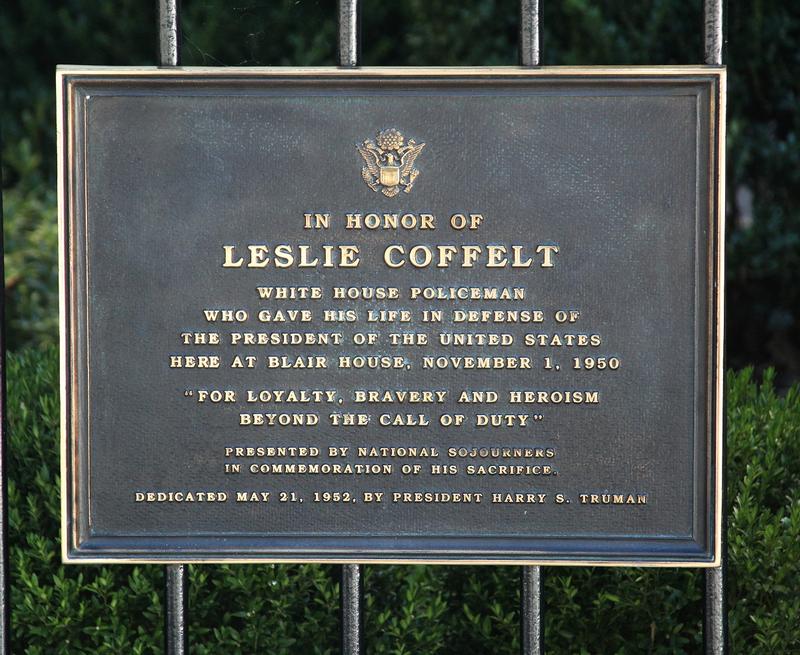 IN HONOR OF
LESLIE COFFELT
WHITE HOUSE POLICEMAN
WHO GAVE HIS LIFE IN DEFENSE OF
THE PRESIDENT OF THE UNITED STATES
HERE AT BLAIR HOUSE, NOVEMBER 1, 1950
"FOR LOYALTY, BRAVERY AND HEROISM
BEYOND THE CALL OF DUTY"
PRESENTED BY NATIONAL SOJOURNERS
IN COMMEMORATION OF HIS SACRIFICE.
DEDICATED MAY 21, 1952, BY PRESIDENT HARRY S. TRUMAN